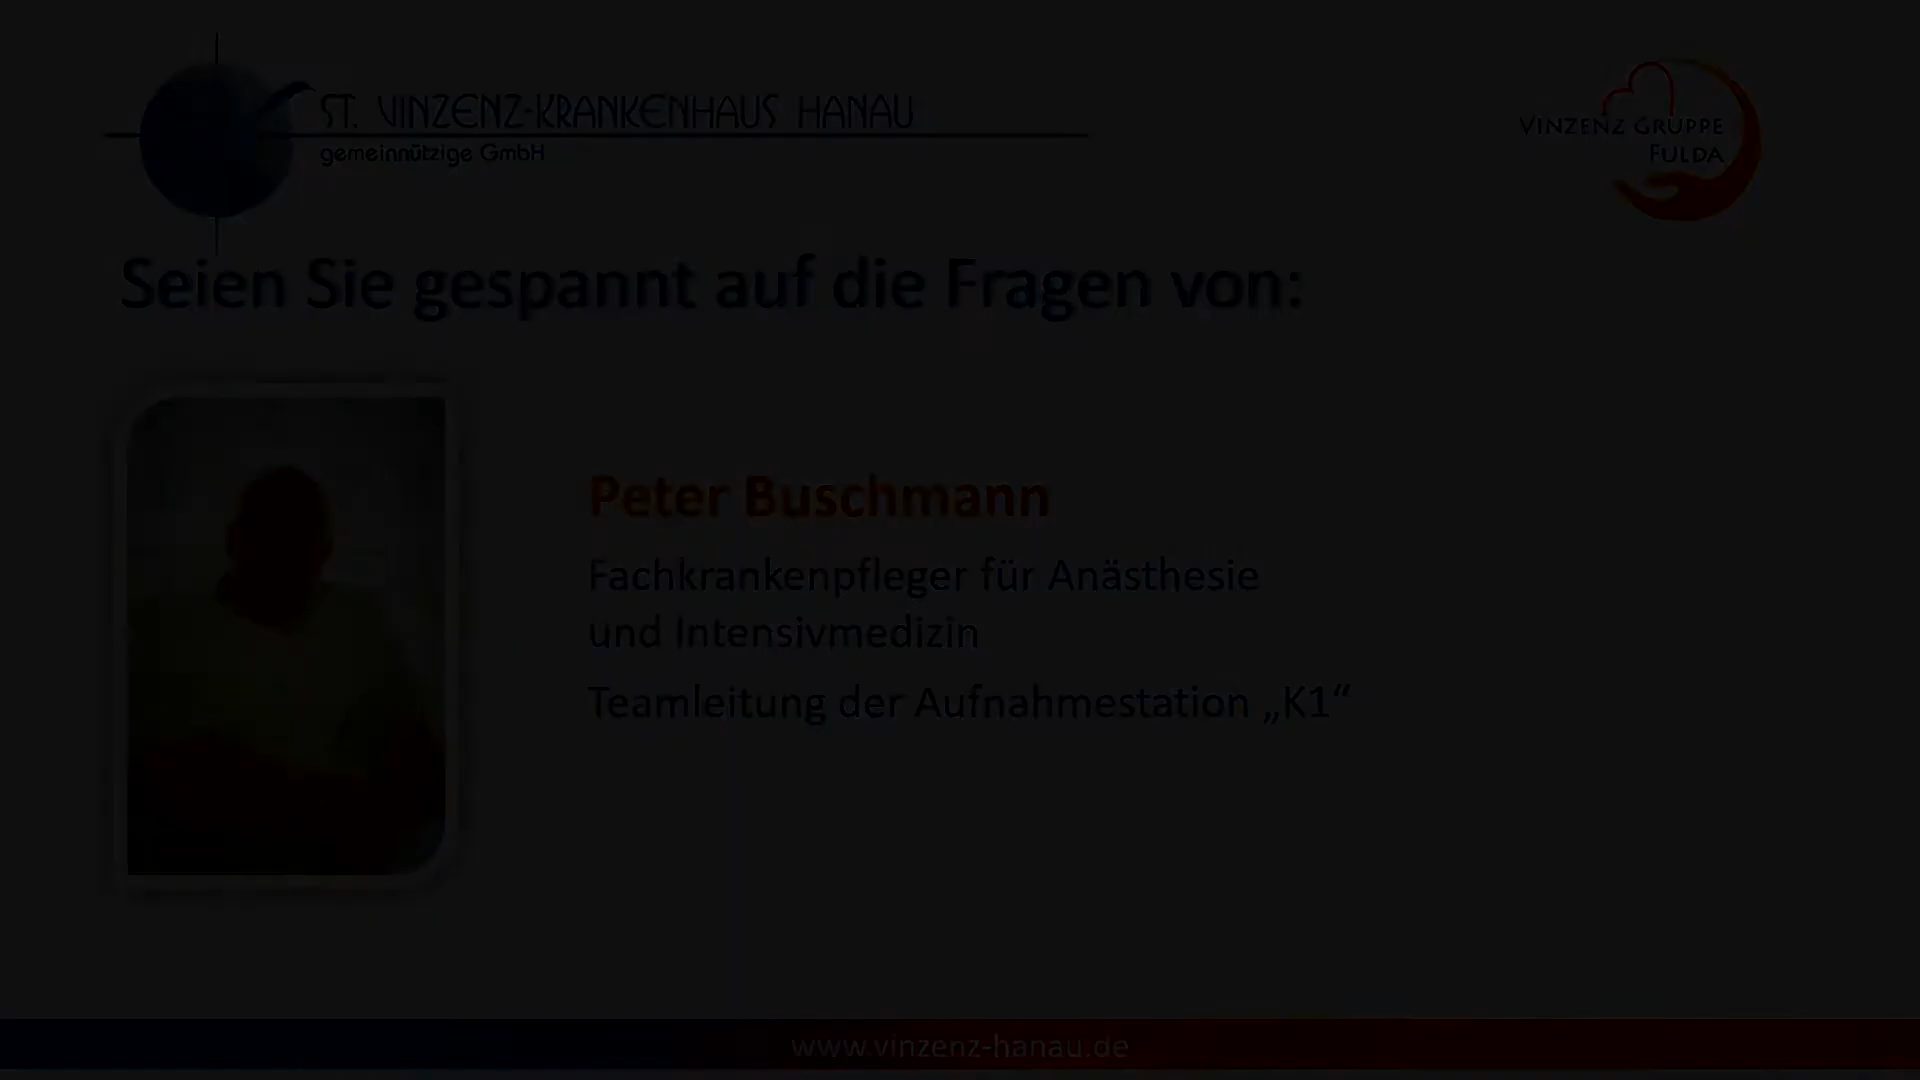 ST. VINZENZ-KRANKENHAUS HANAU
gemeinnützige GmbH
VINZENZ GRUPPE
FULDA
Seien Sie gespannt auf die Fragen von:
Peter Buschmann
Fachkrankenpfleger für Anästhesie
und Intensivmedizin
Teamleitung der Aufnahmestation „K1“
www.vinzenz-hanau.de